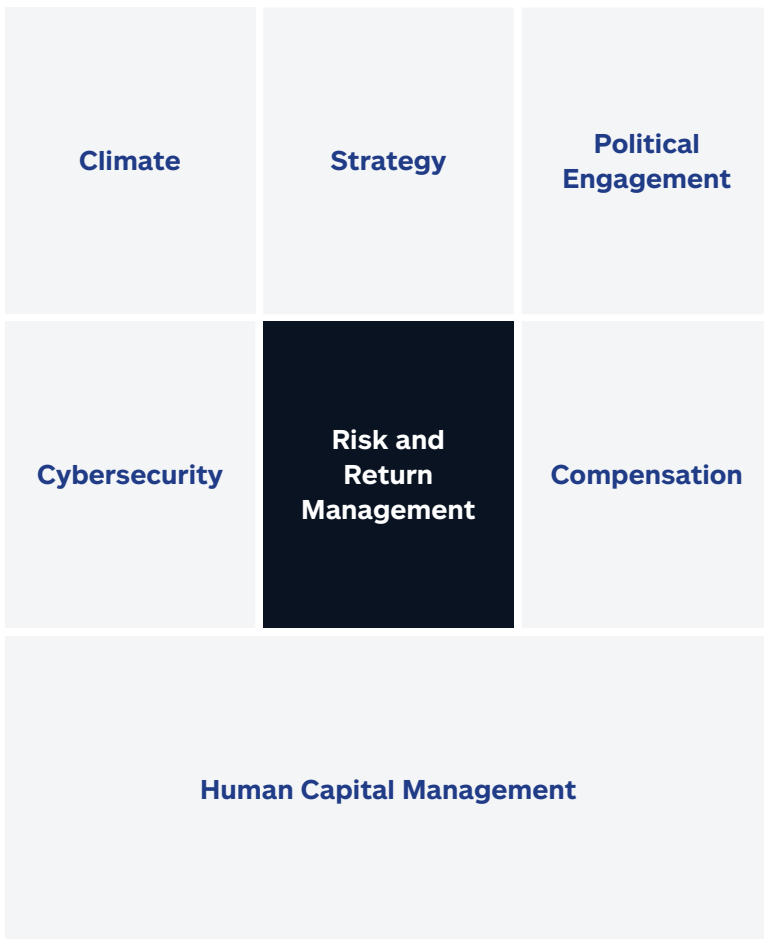 Climate
Strategy
Political
Engagement
Cybersecurity
Risk and
Return
Management
Compensation
Human Capital Management